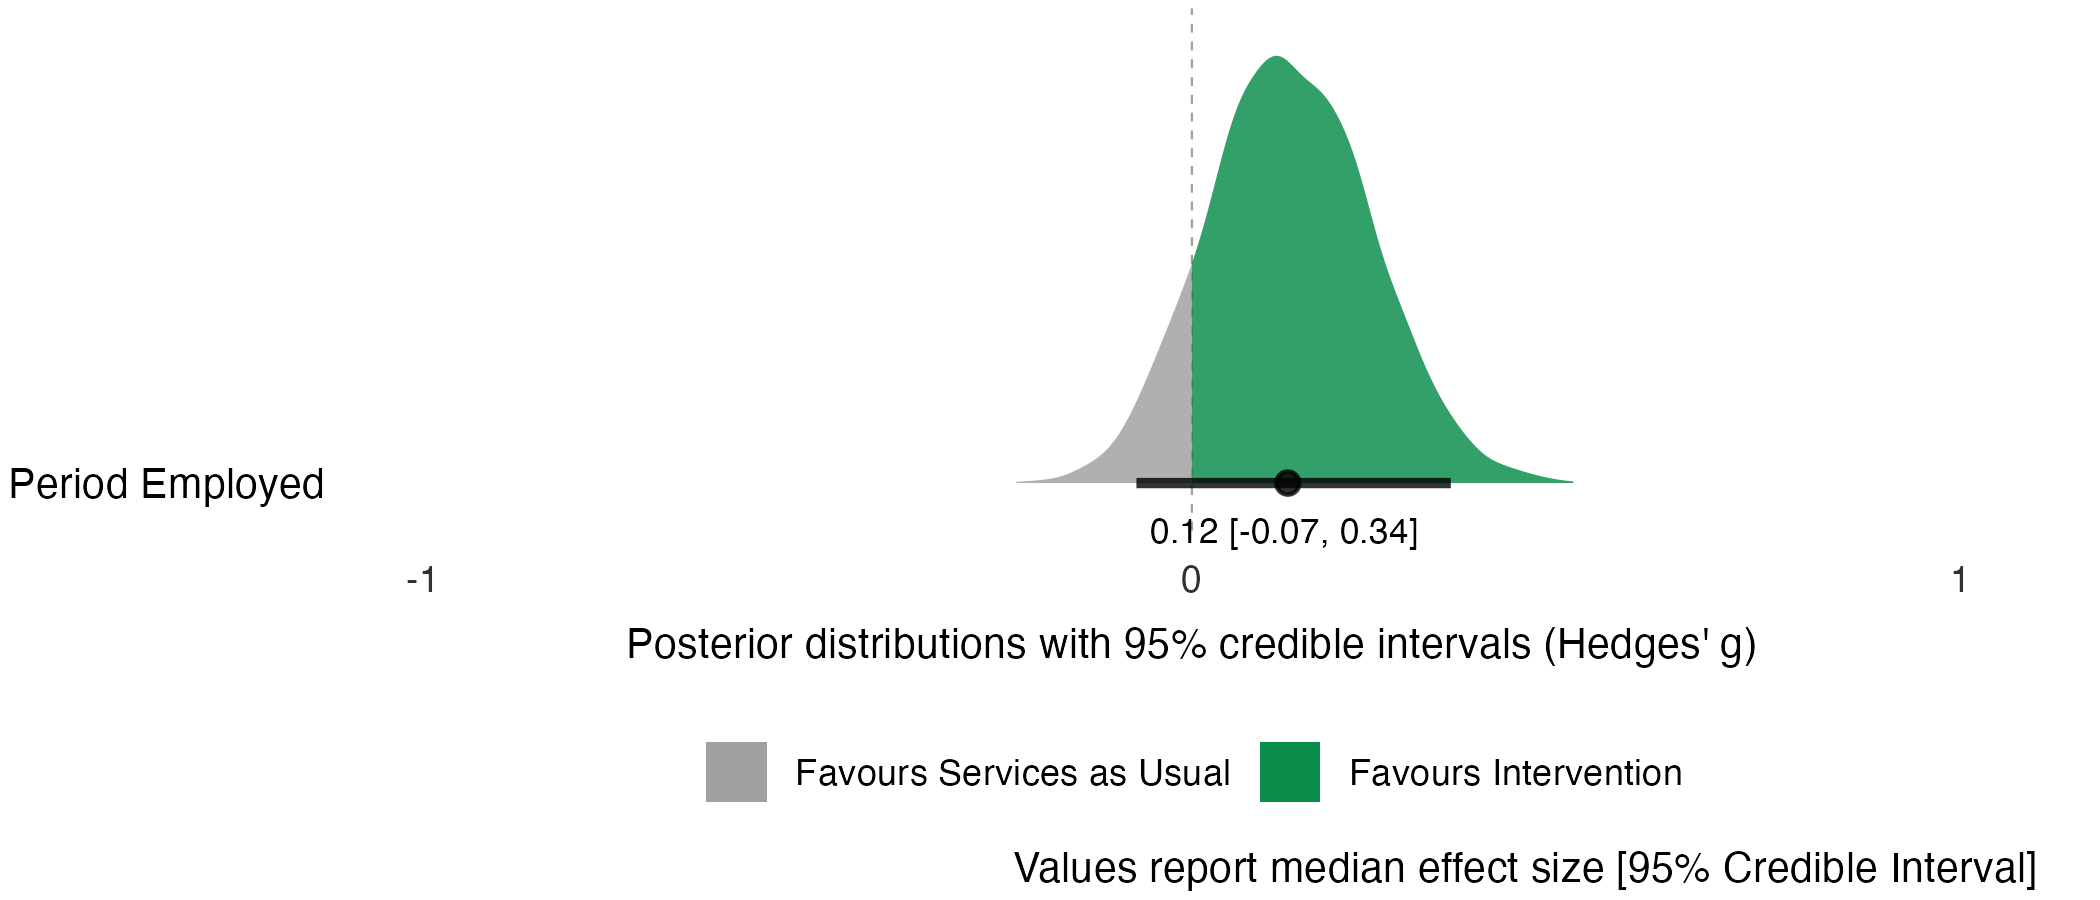 Period Employed
0.12 [-0.07, 0.34]
-1 0 1
Posterior distributions with 95% credible intervals (Hedges' g)
Favours Services as Usual Favours Intervention
Values report median effect size [95% Credible Interval]